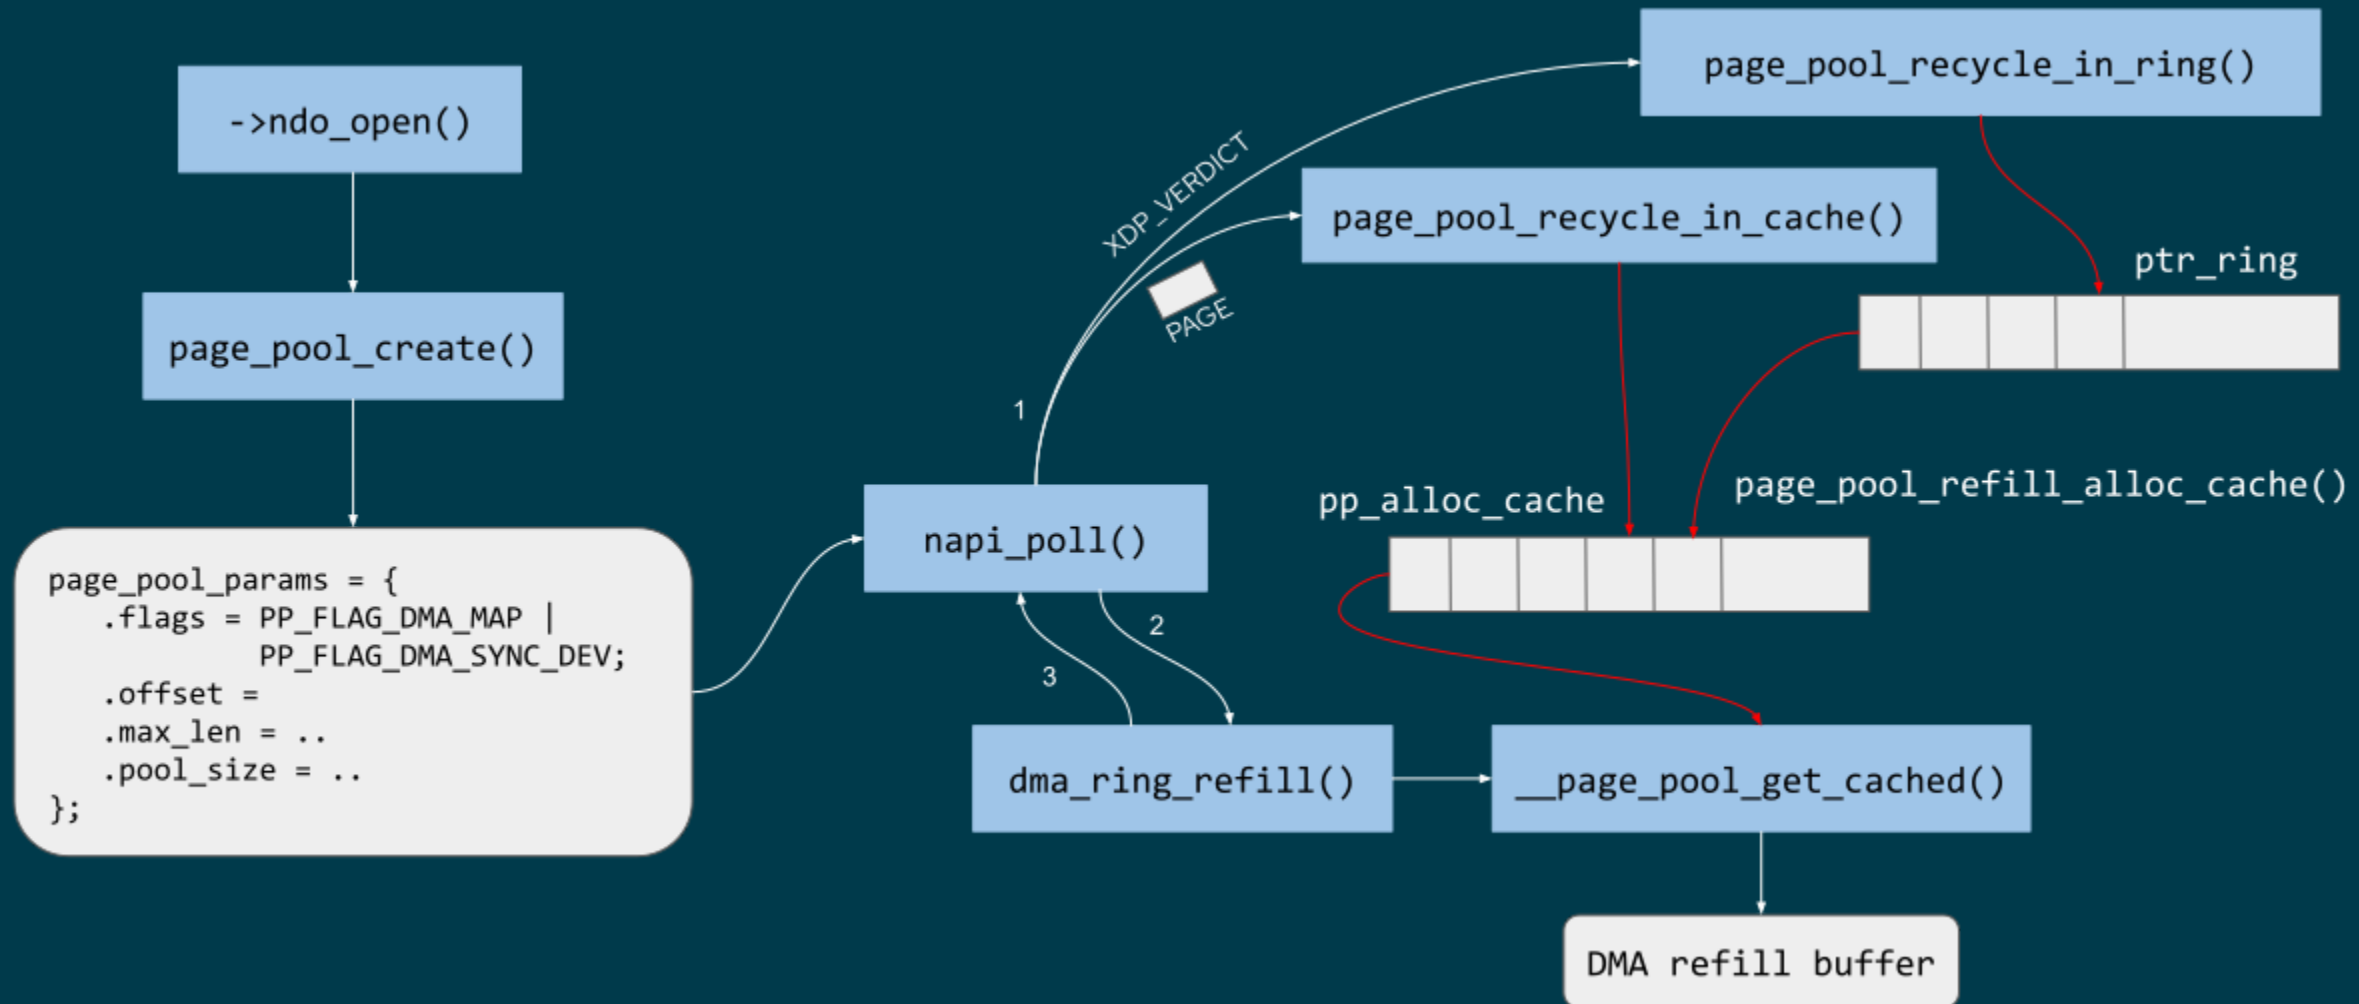 ->ndo_open()
page_pool_create()
page_pool_params = {
.flags = PP_FLAG_DMA_MAP |
PP_FLAG_DMA_SYNC_DEV;
.offset =
.max_len = ..
.pool_size = ..
};
napi_poll()
1
XDP_VERDICT
PAGE
page_pool_recycle_in_ring()
page_pool_recycle_in_cache()
ptr_ring
pp_alloc_cache
page_pool_refill_alloc_cache()
2
3
dma_ring_refill()
__page_pool_get_cached()
DMA refill buffer